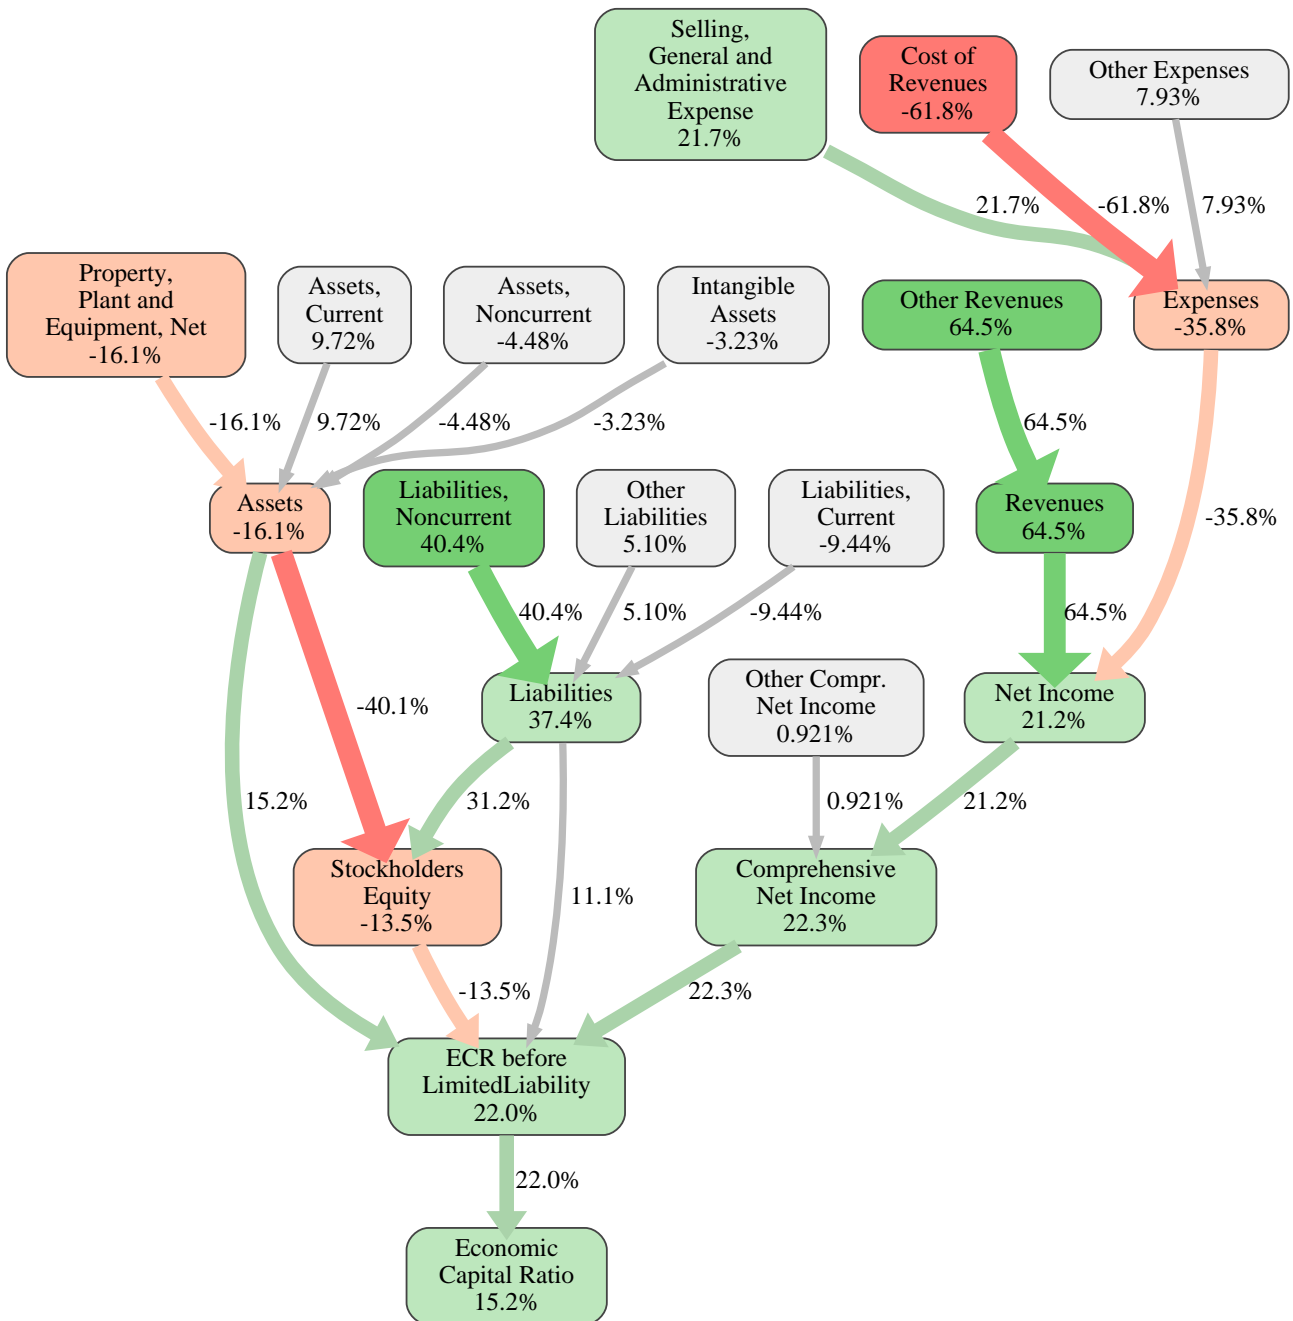 Selling,
General and
Administrative
Expense
21.7%
Cost of
Revenues
-61.8%
Other Expenses
7.93%
21.7%
-61.8%
7.93%
Property,
Plant and
Equipment, Net
-16.1%
Assets,
Current
9.72%
Assets,
Noncurrent
-4.48%
Intangible
Assets
-3.23%
Other Revenues
64.5%
Expenses
-35.8%
-16.1%
9.72%
-4.48%
-3.23%
64.5%
-35.8%
Assets
-16.1%
Liabilities,
Noncurrent
40.4%
Other
Liabilities
5.10%
Liabilities,
Current
-9.44%
Revenues
64.5%
40.4%
5.10%
-9.44%
64.5%
-40.1%
Liabilities
37.4%
Other Compr.
Net Income
0.921%
Net Income
21.2%
15.2%
31.2%
0.921%
21.2%
Stockholders
Equity
-13.5%
11.1%
Comprehensive
Net Income
22.3%
-13.5%
22.3%
ECR before
LimitedLiability
22.0%
22.0%
Economic
Capital Ratio
15.2%